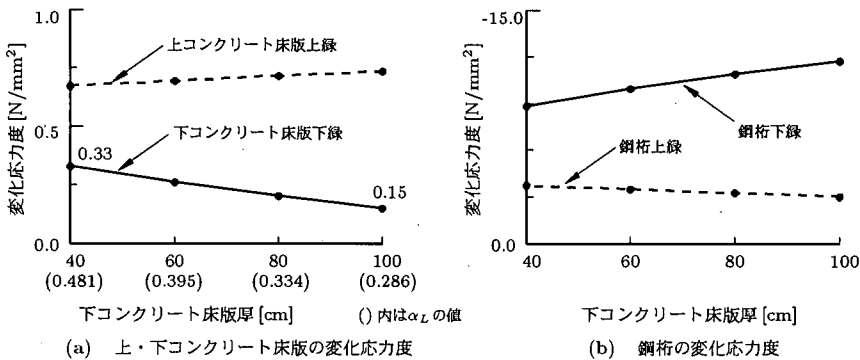 変化応力度 [N/mm²]
1.0
0.5
0.0
上コンクリート床版上縁
下コンクリート床版下縁
0.33
0.15
40 60 80 100
(0.481) (0.395) (0.334) (0.286)
下コンクリート床版厚 [cm] () 内はα_Lの値
(a) 上・下コンクリート床版の変化応力度
変化応力度 [N/mm²]
-15.0
-0.0
鋼桁下縁
鋼桁上縁
40 60 80 100
下コンクリート床版厚 [cm]
(b) 鋼桁の変化応力度